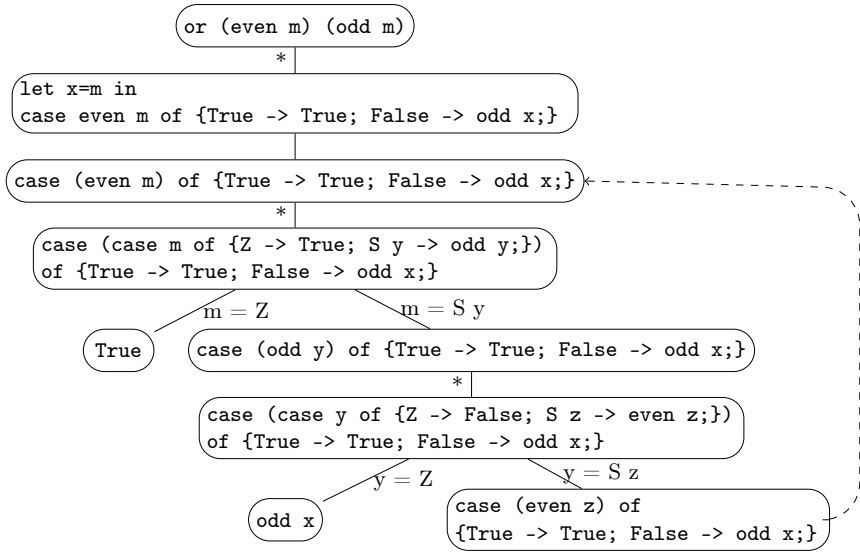 or (even m) (odd m)
*
let x=m in
case even m of {True -> True; False -> odd x;}
case (even m) of {True -> True; False -> odd x;}
*
case (case m of {Z -> True; S y -> odd y;})
of {True -> True; False -> odd x;}
m = Z
m = S y
True
case (odd y) of {True -> True; False -> odd x;}
*
case (case y of {Z -> False; S z -> even z;})
of {True -> True; False -> odd x;}
y = Z
y = S z
odd x
case (even z) of
{True -> True; False -> odd x;}